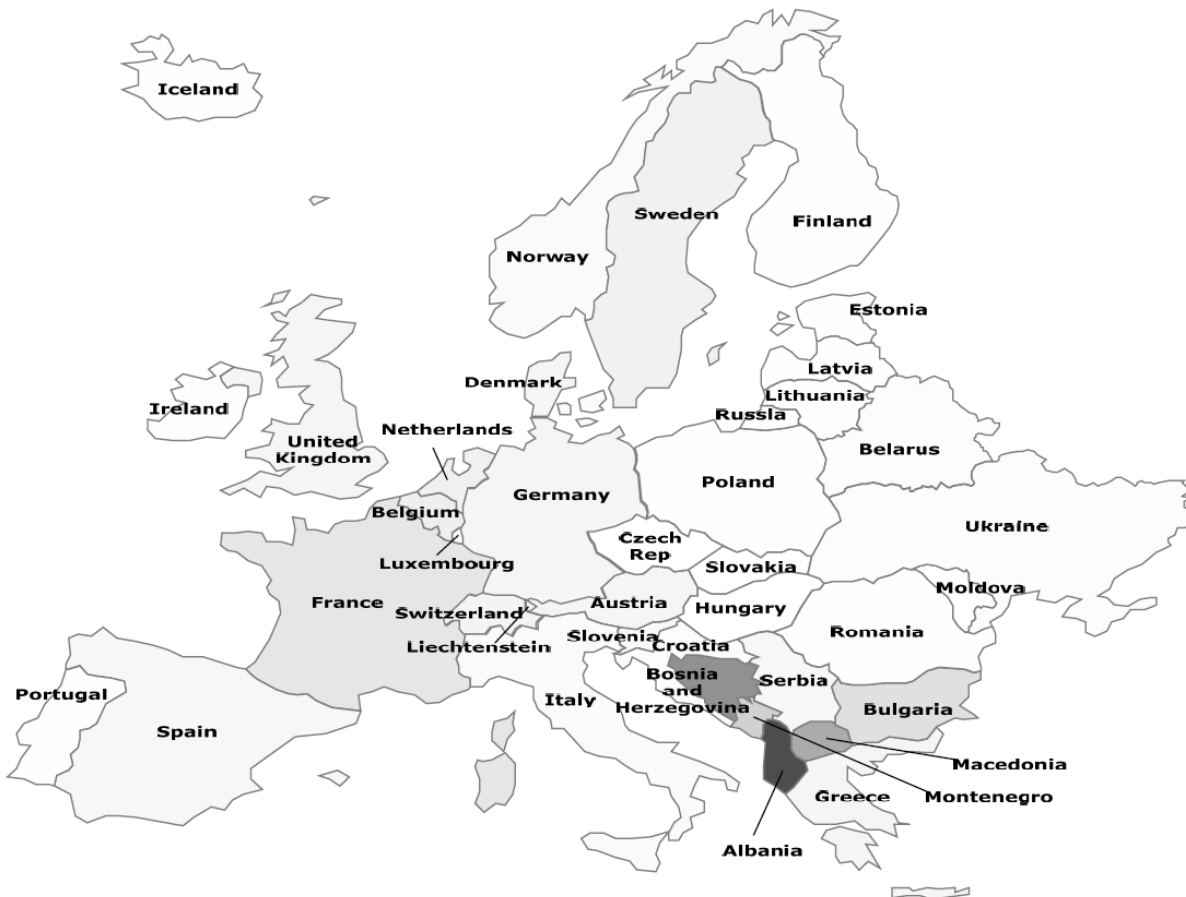 Iceland
Sweden
Finland
Norway
Estonia
Latvia
Denmark
Lithuania
Ireland
Russia
Netherlands
United
Kingdom
Belarus
Poland
Germany
Belgium
Ukraine
Czech
Rep
Luxembourg
Slovakia
Moldova
France
Austria
Switzerland
Hungary
Romania
Slovenia
Croatia
Liechtenstein
Bosnia
and
Herzegovina
Serbia
Portugal
Italy
Bulgaria
Spain
Macedonia
Greece
Montenegro
Albania